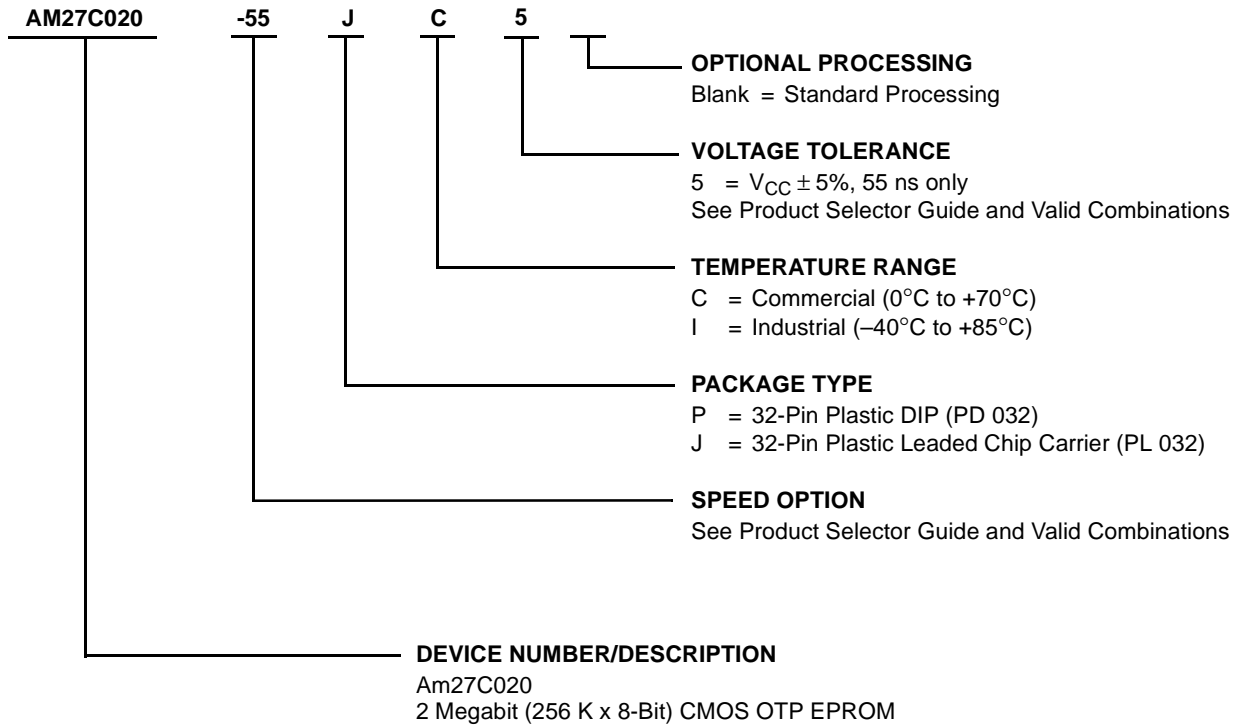 AM27C020 -55 J C 5
OPTIONAL PROCESSING
Blank = Standard Processing
VOLTAGE TOLERANCE
5 = VCC ± 5%, 55 ns only
See Product Selector Guide and Valid Combinations
TEMPERATURE RANGE
C = Commercial (0°C to +70°C)
I = Industrial (–40°C to +85°C)
PACKAGE TYPE
P = 32-Pin Plastic DIP (PD 032)
J = 32-Pin Plastic Leaded Chip Carrier (PL 032)
SPEED OPTION
See Product Selector Guide and Valid Combinations
DEVICE NUMBER/DESCRIPTION
Am27C020
2 Megabit (256 K x 8-Bit) CMOS OTP EPROM